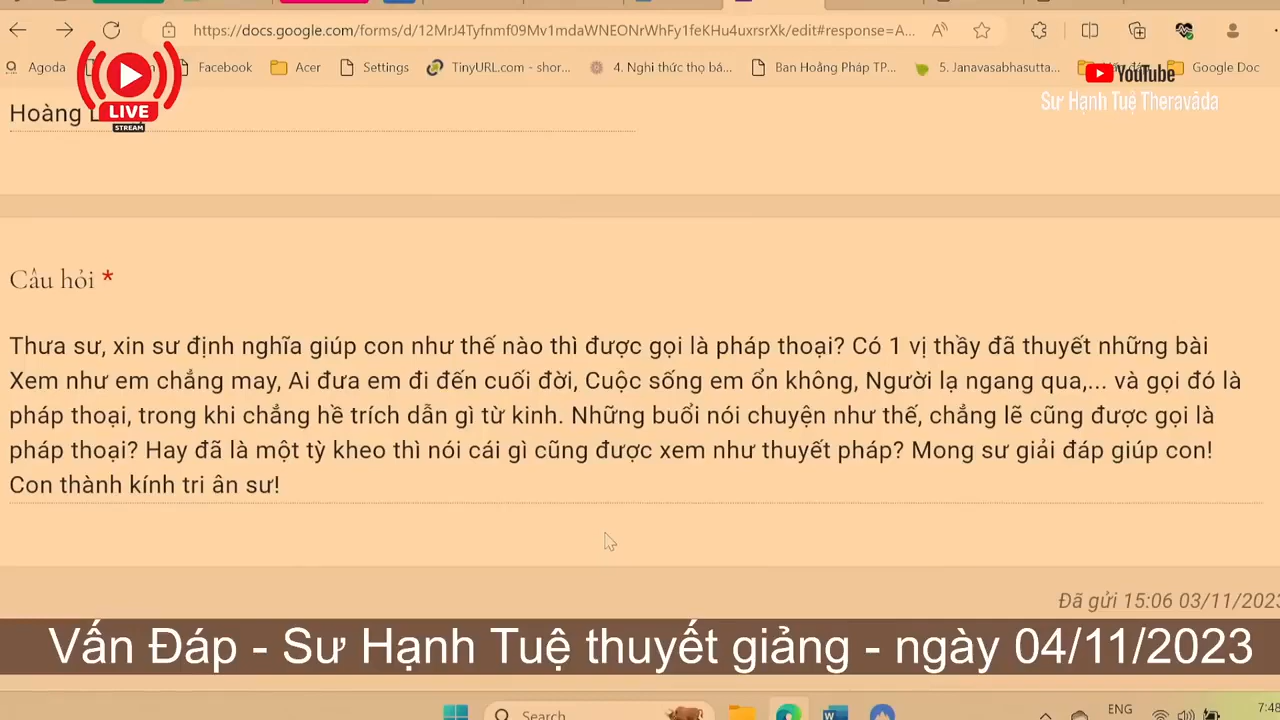 https://docs.google.com/forms/d/12MrJ4Tyfnmf09Mv1mdaWNEONrWhFy1feKHu4uxrsrXk/edit#response=A...
Agoda
Facebook
Acer
Settings
TinyURL.com - shor...
4. Nghi thức thọ bá...
Ban Hoằng Pháp TP...
5. Janavasabhasutta...
Google Doc
YouTube
Sư Hạnh Tuệ Theravāda
LIVE
STREAM
Hoàng
Câu hỏi *
Thưa sư, xin sư định nghĩa giúp con như thế nào thì được gọi là pháp thoại? Có 1 vị thầy đã thuyết những bài
Xem như em chẳng may, Ai đưa em đi đến cuối đời, Cuộc sống em ổn không, Người lạ ngang qua,... và gọi đó là
pháp thoại, trong khi chẳng hề trích dẫn gì từ kinh. Những buổi nói chuyện như thế, chẳng lẽ cũng được gọi là
pháp thoại? Hay đã là một tỳ kheo thì nói cái gì cũng được xem như thuyết pháp? Mong sư giải đáp giúp con!
Con thành kính tri ân sư!
Đã gửi 15:06 03/11/2023
Vấn Đáp - Sư Hạnh Tuệ thuyết giảng - ngày 04/11/2023
Search
ENG
7:48